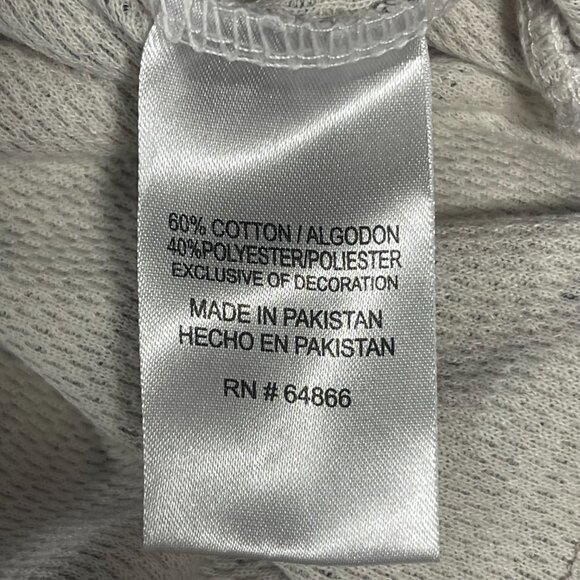 60% COTTON / ALGODON
40%POLYESTER/POLIESTER
EXCLUSIVE OF DECORATION
MADE IN PAKISTAN
HECHO EN PAKISTAN
RN # 64866